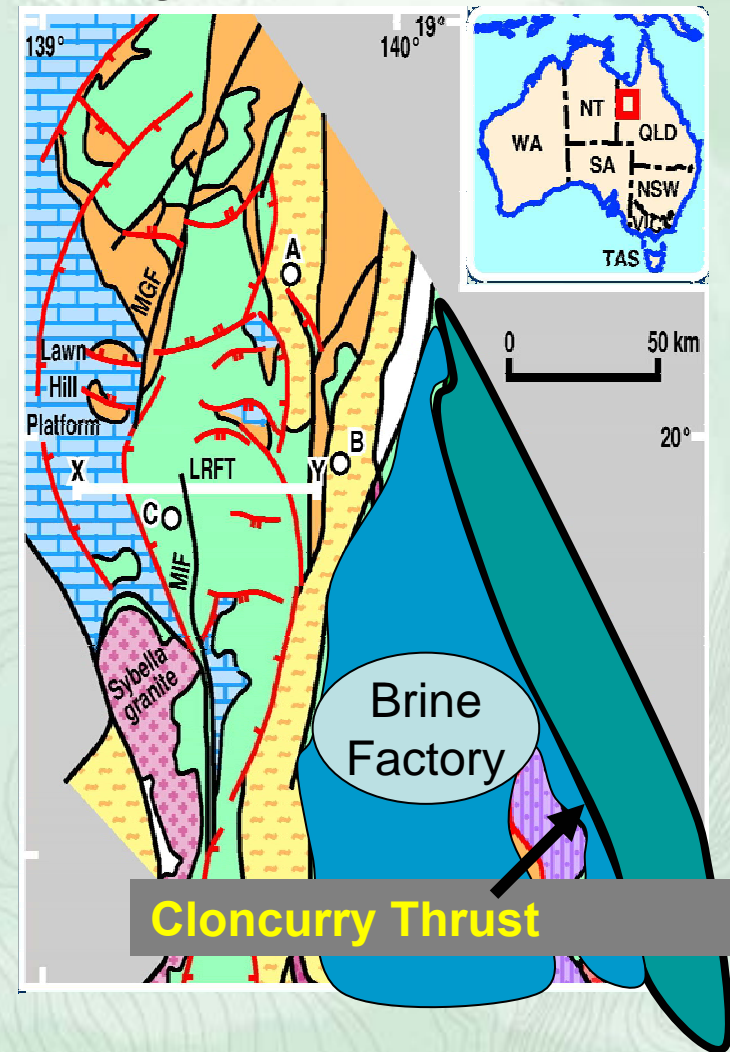 139°
140°
19°
WA
NT
QLD
SA
NSW
VIC
TAS
A
MGF
0
50 km
Lawn
Hill
Platform
20°
B
X
LRFT
Y
C
MIF
Sybella
granite
Brine
Factory
Cloncurry Thrust